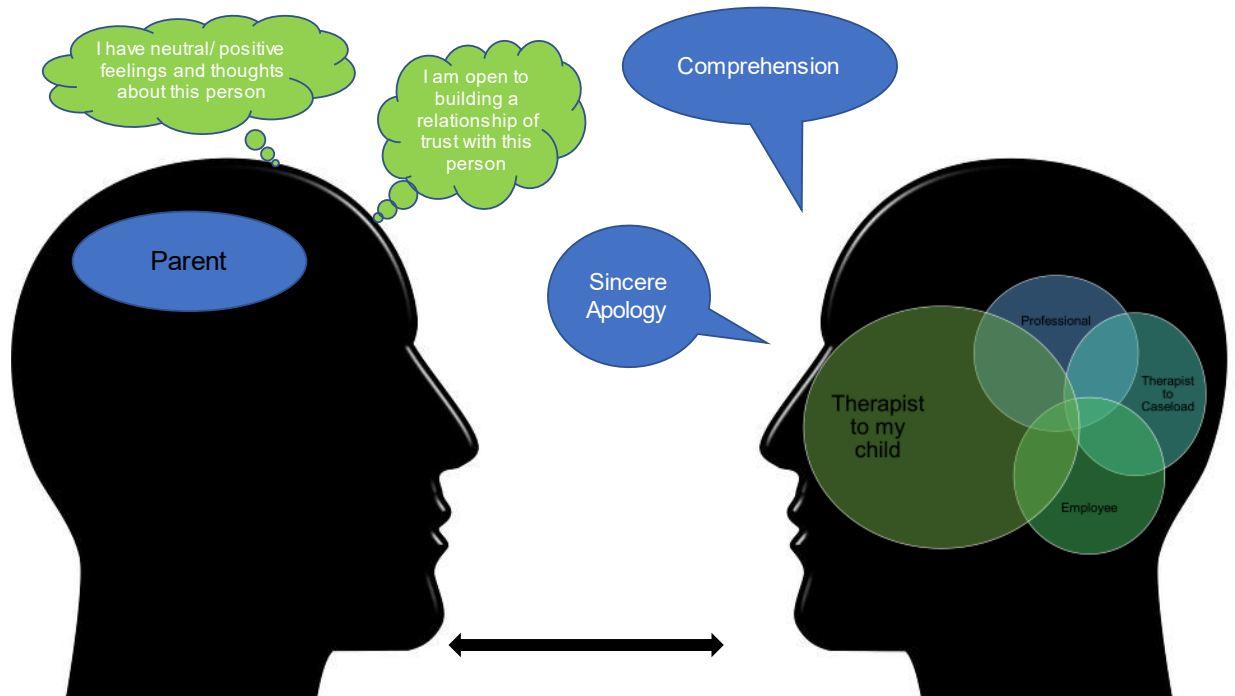 I have neutral/ positive
feelings and thoughts
about this person
I am open to
building a
relationship of
trust with this
person
Comprehension
Parent
Sincere
Apology
Professional
Therapist
to
Caseload
Therapist
to my
child
Employee